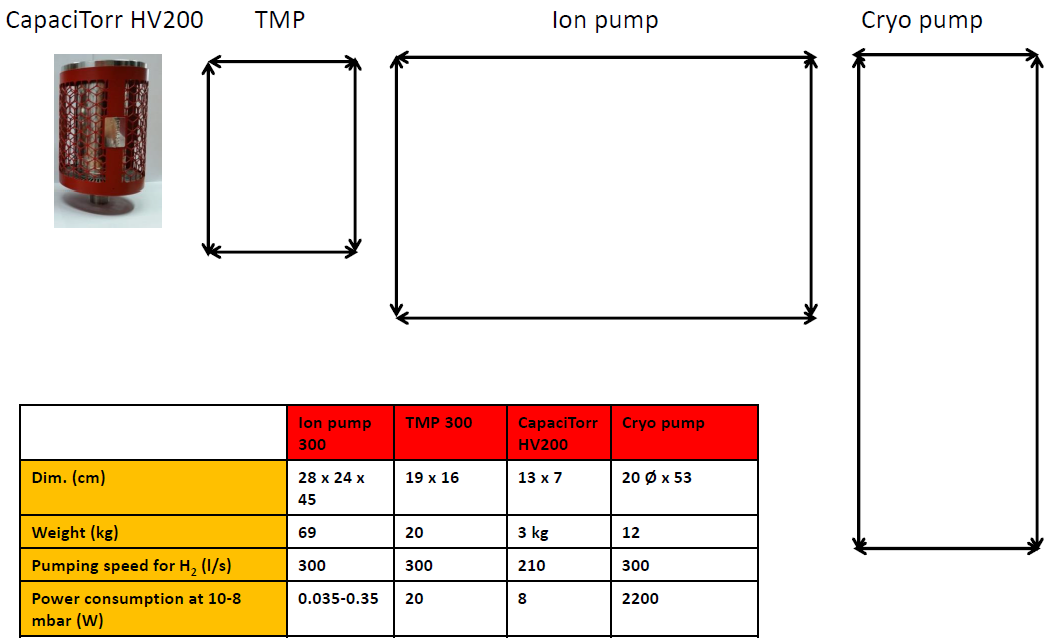 CapaciTorr HV200 TMP Ion pump Cryo pump
Ion pump 300 TMP 300 CapaciTorr HV200 Cryo pump
Dim. (cm) 28 x 24 x 45 19 x 16 13 x 7 20 Ø x 53
Weight (kg) 69 20 3 kg 12
Pumping speed for H2 (l/s) 300 300 210 300
Power consumption at 10-8 mbar (W) 0.035-0.35 20 8 2200